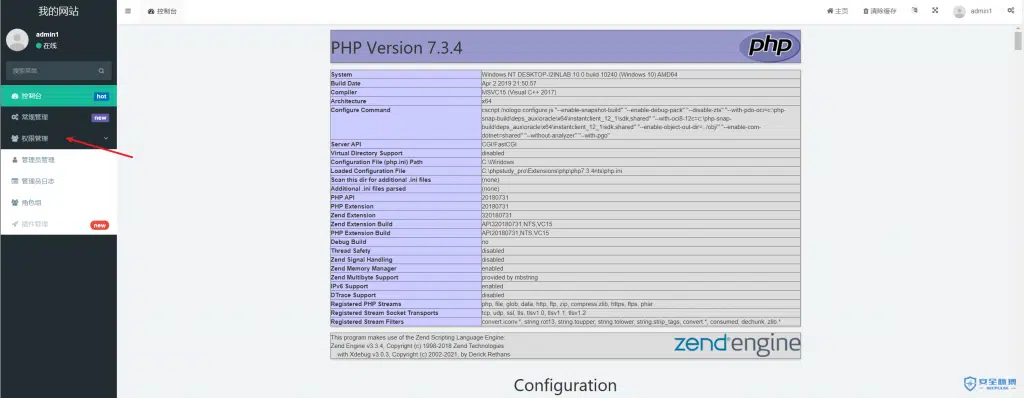 我的网站
控制台
主页
清除缓存
admin1
admin1
在线
控制台 hot
常规管理 new
权限管理
管理员管理
管理员日志
角色组
插件管理 new
PHP Version 7.3.4
php
System Windows NT DESKTOP-I2INLAB 10.0 build 10240 (Windows 10) AMD64
Build Date Apr 2 2019 21:50:57
Compiler MSVC15 (Visual C++ 2017)
Architecture x64
Configure Command cscript /nologo configure.js "--enable-snapshot-build" "--enable-debug-pack" "--disable-zts" "--with-pdo-oci=c:\php-
snap-build\deps_aux\oracle\x64\instantclient_12_1\sdk,shared" "--with-oci8-12c=c:\php-snap-
build\deps_aux\oracle\x64\instantclient_12_1\sdk,shared" "--enable-object-out-dir=../obj/" "--enable-com-
dotnet=shared" "--without-analyzer" "--with-pgo"
Server API CGI/FastCGI
Virtual Directory Support disabled
Configuration File (php.ini) Path C:\Windows
Loaded Configuration File C:\phpstudy_pro\Extensions\php\php7.3.4nts\php.ini
Scan this dir for additional .ini files (none)
Additional .ini files parsed (none)
PHP API 20180731
PHP Extension 20180731
Zend Extension 320180731
Zend Extension Build API320180731,NTS,VC15
PHP Extension Build API20180731,NTS,VC15
Debug Build no
Thread Safety disabled
Zend Signal Handling disabled
Zend Memory Manager enabled
Zend Multibyte Support provided by mbstring
IPv6 Support enabled
DTrace Support disabled
Registered PHP Streams php, file, glob, data, http, ftp, zip, compress.zlib, https, ftps, phar
Registered Stream Socket Transports tcp, udp, ssl, tls, tlsv1.0, tlsv1.1, tlsv1.2
Registered Stream Filters convert.iconv.*, string.rot13, string.toupper, string.tolower, string.strip_tags, convert.*, consumed, dechunk, zlib.*
This program makes use of the Zend Scripting Language Engine:
Zend Engine v3.3.4, Copyright (c) 1998-2018 Zend Technologies
with Xdebug v3.0.3, Copyright (c) 2002-2021, by Derick Rethans
zend engine
Configuration
安全脉搏